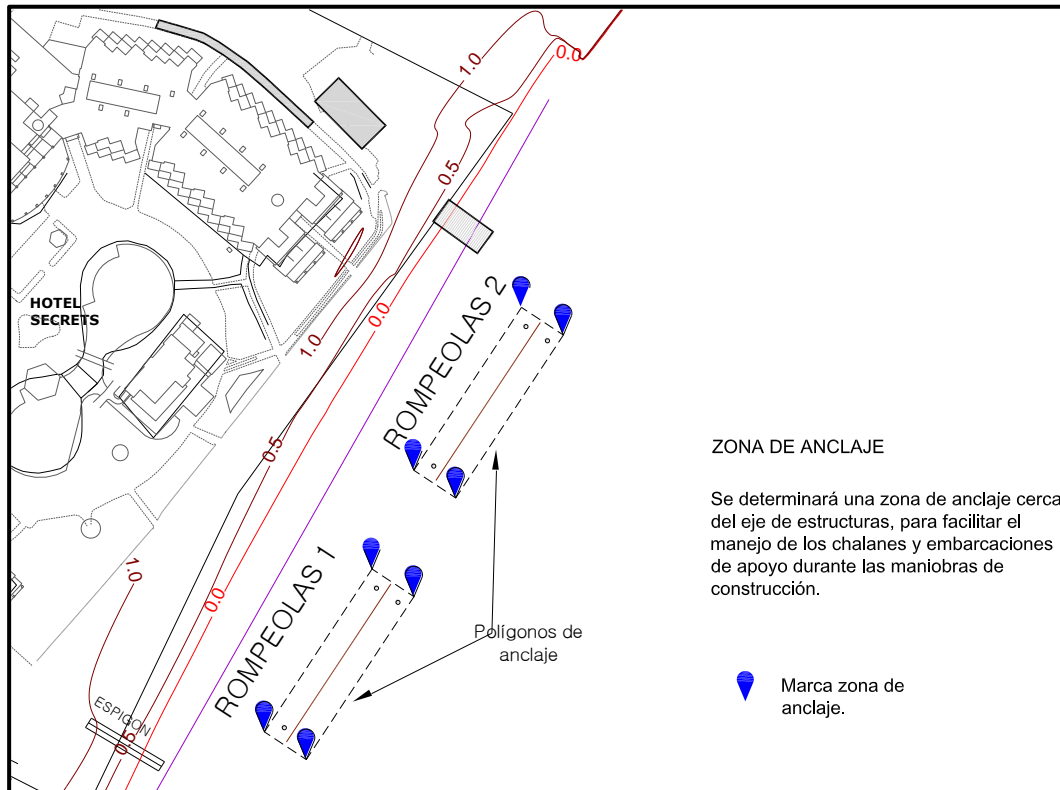 1.0
0.0
0.5
HOTEL
SECRETS
ROMPEOLAS 2
0.0
1.0
0.5
ZONA DE ANCLAJE
Se determinará una zona de anclaje cerca
del eje de estructuras, para facilitar el
manejo de los chalanes y embarcaciones
de apoyo durante las maniobras de
construcción.
1.0
0.0
ROMPEOLAS 1
Polígonos de
anclaje
Marca zona de
anclaje.
ESPIGON
0.5